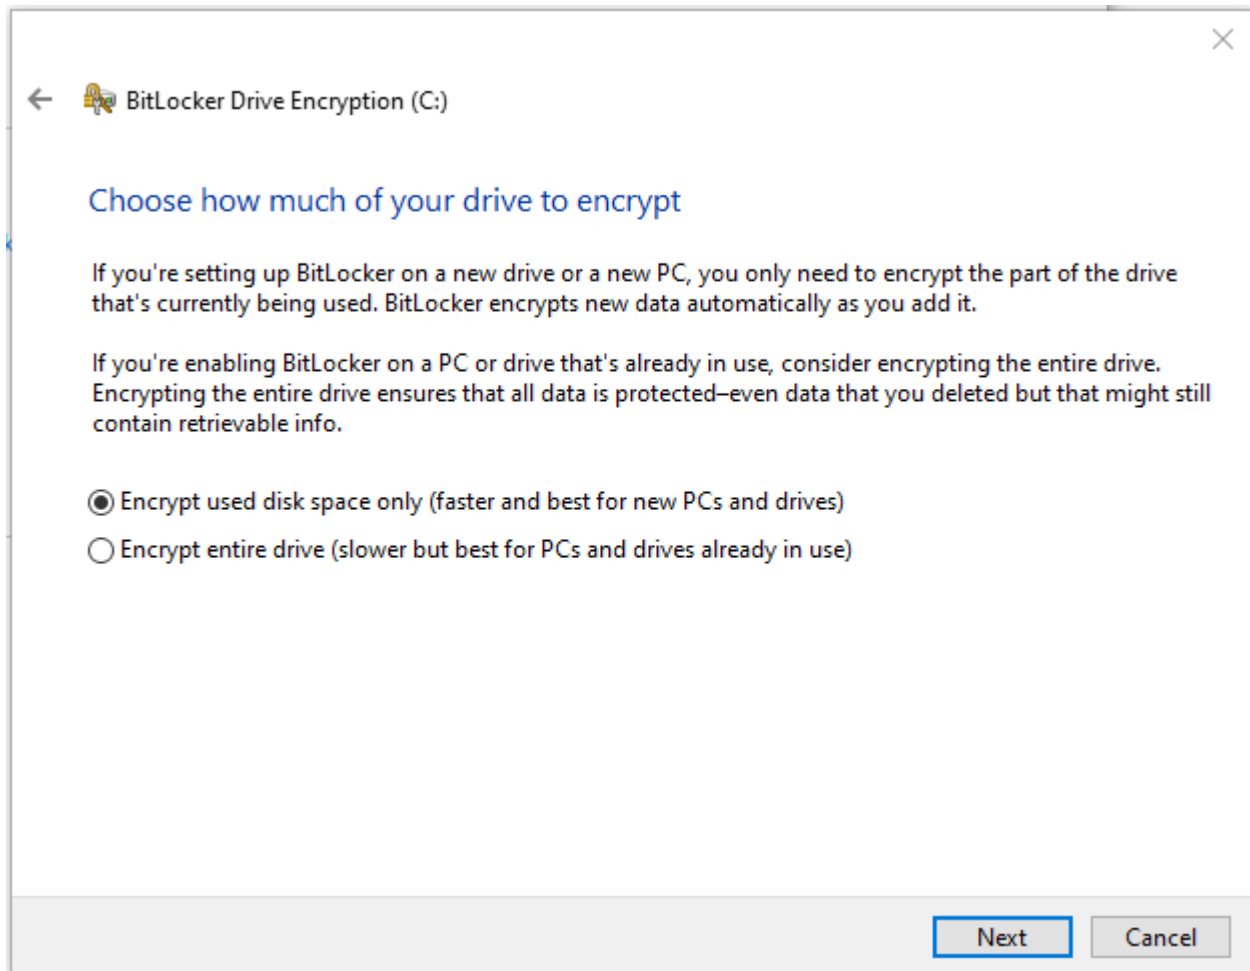 BitLocker Drive Encryption (C:)
Choose how much of your drive to encrypt
If you're setting up BitLocker on a new drive or a new PC, you only need to encrypt the part of the drive
that's currently being used. BitLocker encrypts new data automatically as you add it.
If you're enabling BitLocker on a PC or drive that's already in use, consider encrypting the entire drive.
Encrypting the entire drive ensures that all data is protected–even data that you deleted but that might still
contain retrievable info.
Encrypt used disk space only (faster and best for new PCs and drives)
Encrypt entire drive (slower but best for PCs and drives already in use)
Next
Cancel